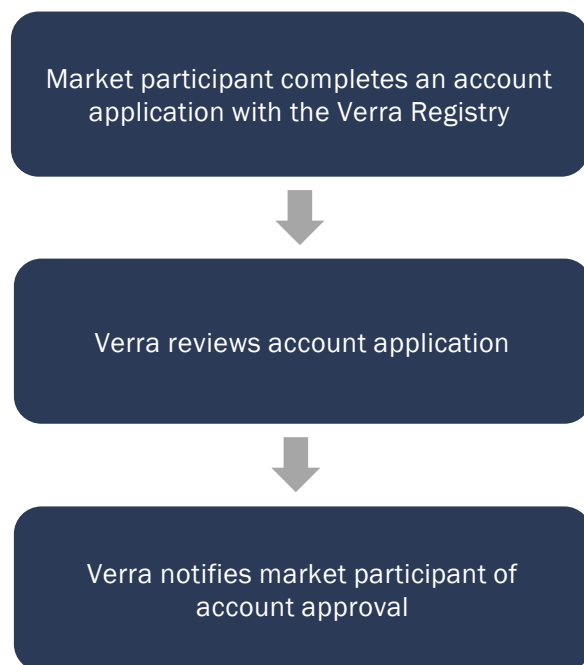 Market participant completes an account
application with the Verra Registry
Verra reviews account application
Verra notifies market participant of
account approval